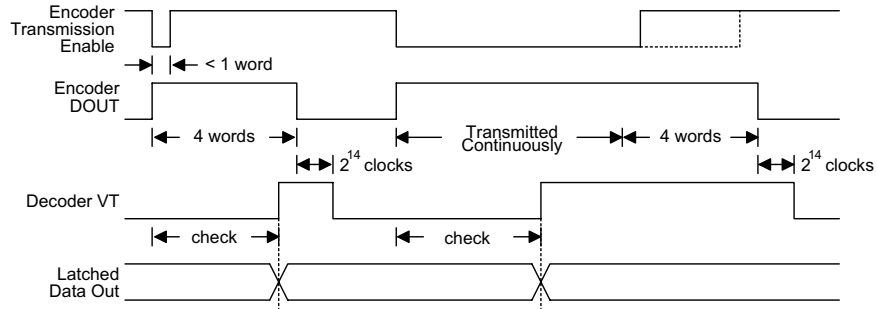 Encoder
Transmission
Enable
< 1 word
Encoder
DOUT
4 words
Transmitted
Continuously
4 words
2^14 clocks
2^14 clocks
Decoder VT
check
check
Latched
Data Out